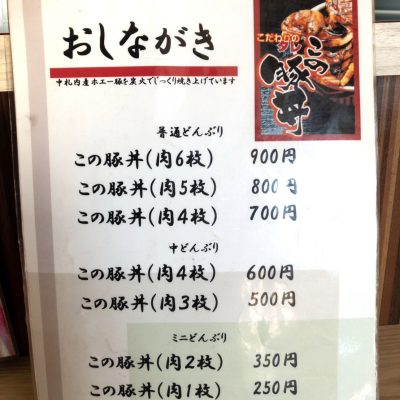 おしながき
中札内産ホエー豚を炭火でじっくり焼き上げています
こだわりの
タレ
この
豚丼
普通どんぶり
この豚丼(肉6枚) 900円
この豚丼(肉5枚) 800円
この豚丼(肉4枚) 700円
中どんぶり
この豚丼(肉4枚) 600円
この豚丼(肉3枚) 500円
ミニどんぶり
この豚丼(肉2枚) 350円
この豚丼(肉1枚) 250円